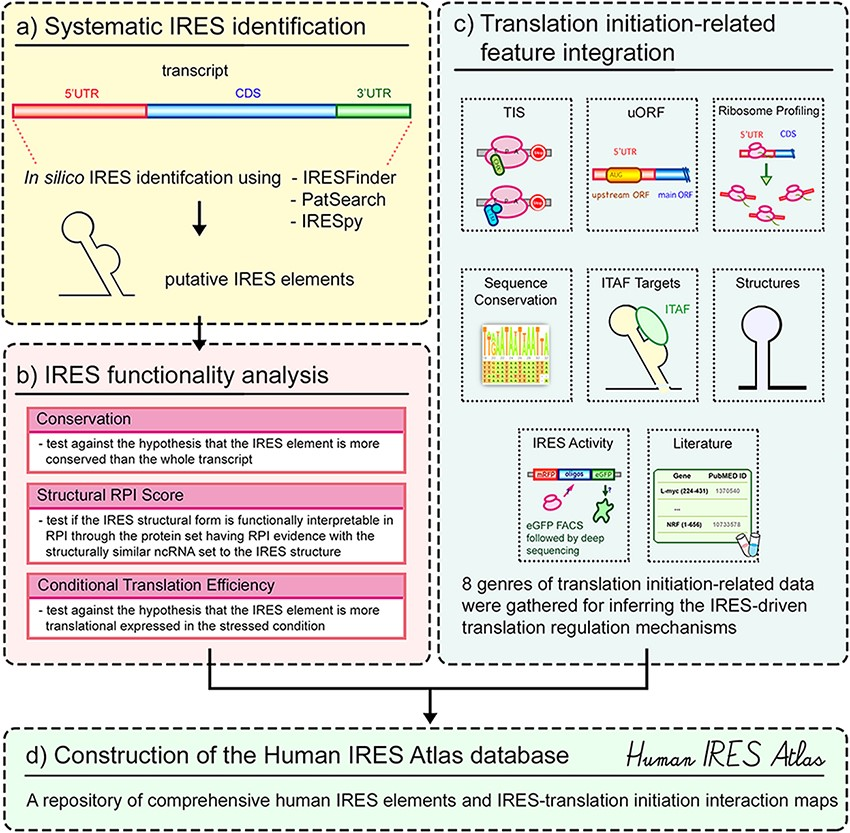 a) Systematic IRES identification
transcript
5'UTR CDS 3'UTR
In silico IRES identifcation using
- IRESFinder
- PatSearch
- IRESpy
putative IRES elements
b) IRES functionality analysis
Conservation
- test against the hypothesis that the IRES element is more
conserved than the whole transcript
Structural RPI Score
- test if the IRES structural form is functionally interpretable in
RPI through the protein set having RPI evidence with the
structurally similar ncRNA set to the IRES structure
Conditional Translation Efficiency
- test against the hypothesis that the IRES element is more
translational expressed in the stressed condition
c) Translation initiation-related
feature integration
TIS
uORF
5'UTR
AUG
upstream ORF main ORF
Ribosome Profiling
5'UTR CDS
Sequence
Conservation
ITAF Targets
ITAF
Structures
IRES Activity
mRFP oligos eGFP
?
eGFP FACS
followed by deep
sequencing
Literature
Gene PubMED ID
L-myc (224-431) 1370540
...
NRF (1-656) 10733578
8 genres of translation initiation-related data
were gathered for inferring the IRES-driven
translation regulation mechanisms
d) Construction of the Human IRES Atlas database
Human IRES Atlas
A repository of comprehensive human IRES elements and IRES-translation initiation interaction maps